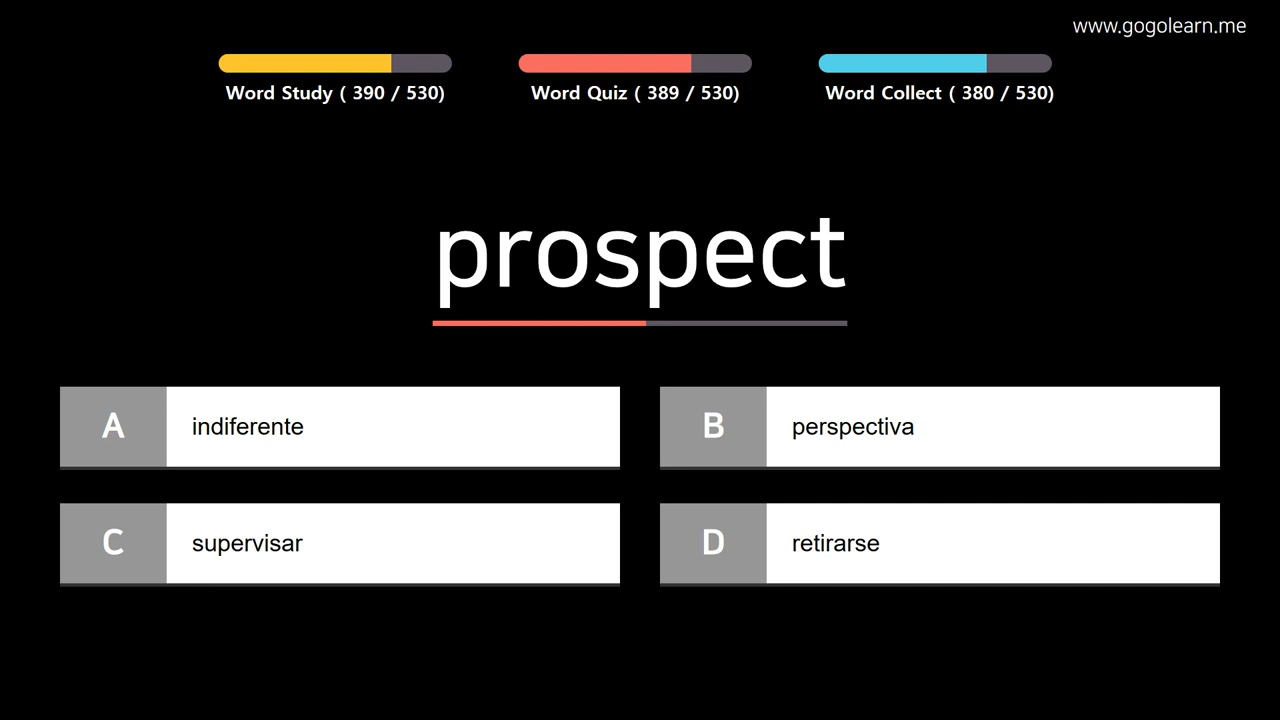 www.gogolearn.me
Word Study ( 390 / 530)
Word Quiz ( 389 / 530)
Word Collect ( 380 / 530)
prospect
A indiferente
B perspectiva
C supervisar
D retirarse